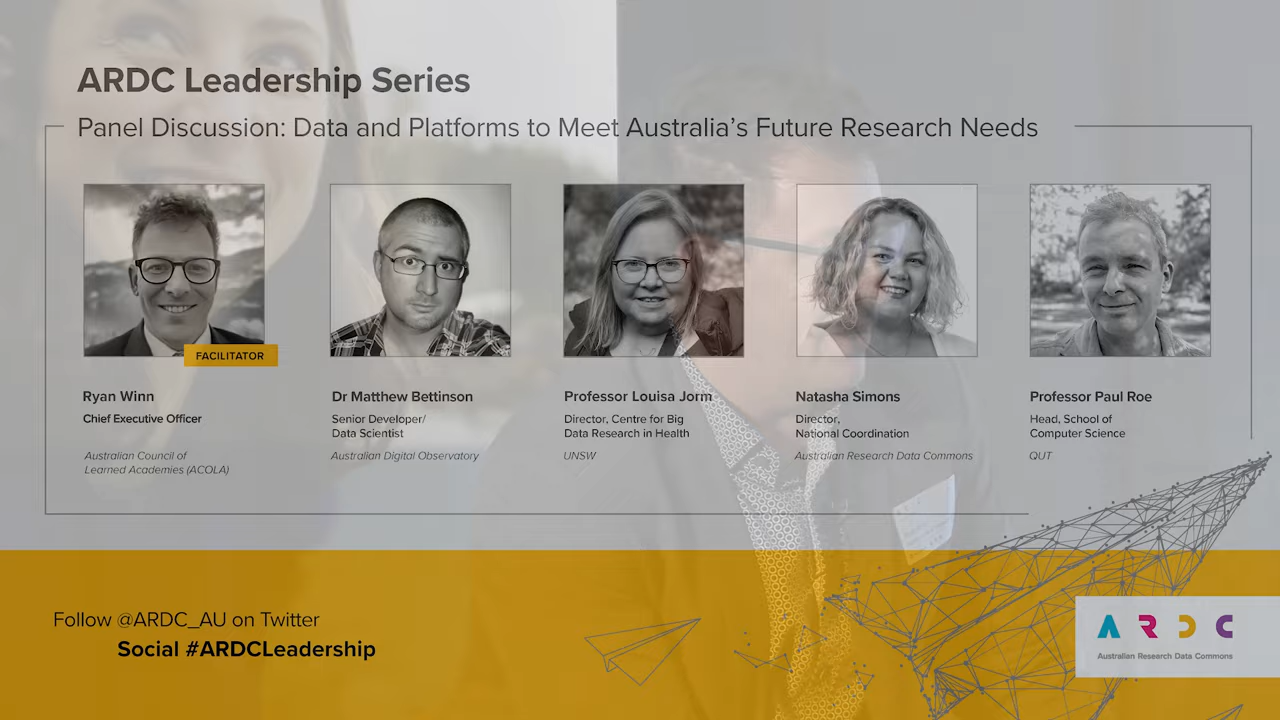 ARDC Leadership Series
Panel Discussion: Data and Platforms to Meet Australia's Future Research Needs
FACILITATOR
Ryan Winn
Chief Executive Officer
Australian Council of
Learned Academies (ACOLA)
Dr Matthew Bettinson
Senior Developer/
Data Scientist
Australian Digital Observatory
Professor Louisa Jorm
Director, Centre for Big
Data Research in Health
UNSW
Natasha Simons
Director,
National Coordination
Australian Research Data Commons
Professor Paul Roe
Head, School of
Computer Science
QUT
Follow @ARDC_AU on Twitter
Social #ARDCLeadership
ARDC
Australian Research Data Commons